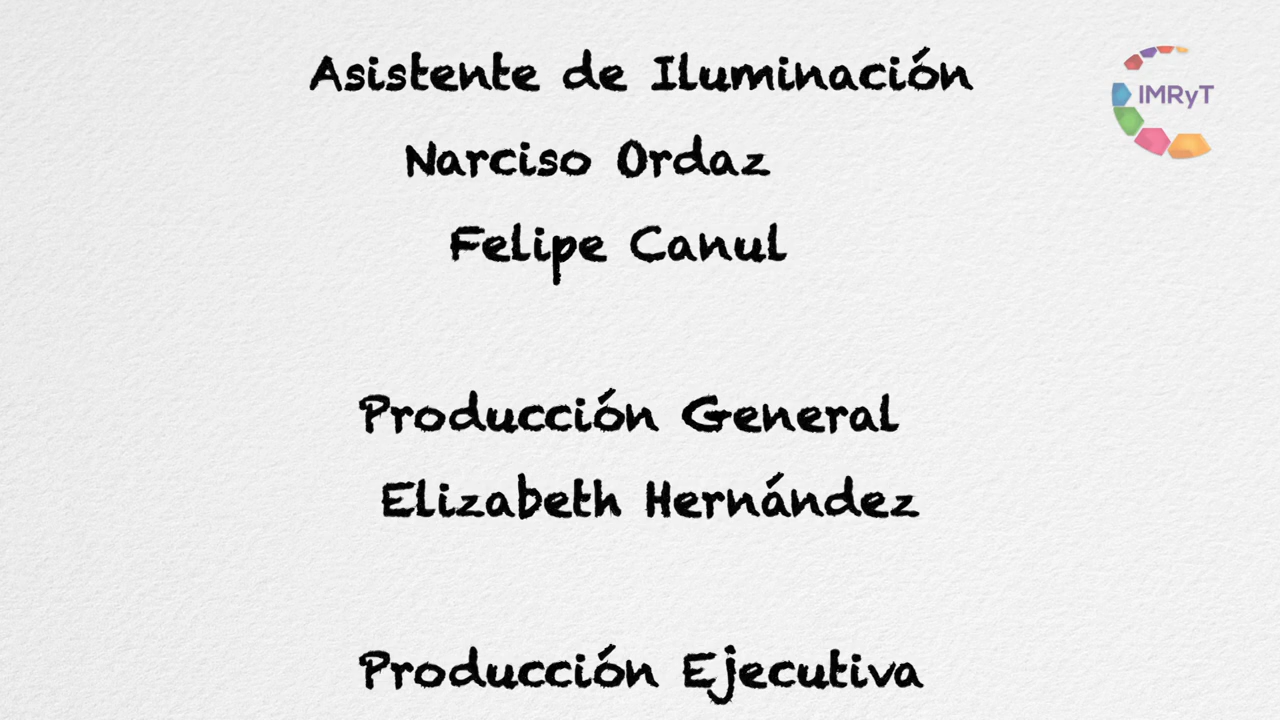 Asistente de Iluminación
IMRyT
Narciso Ordaz
Felipe Canul
Producción General
Elizabeth Hernández
Producción Ejecutiva